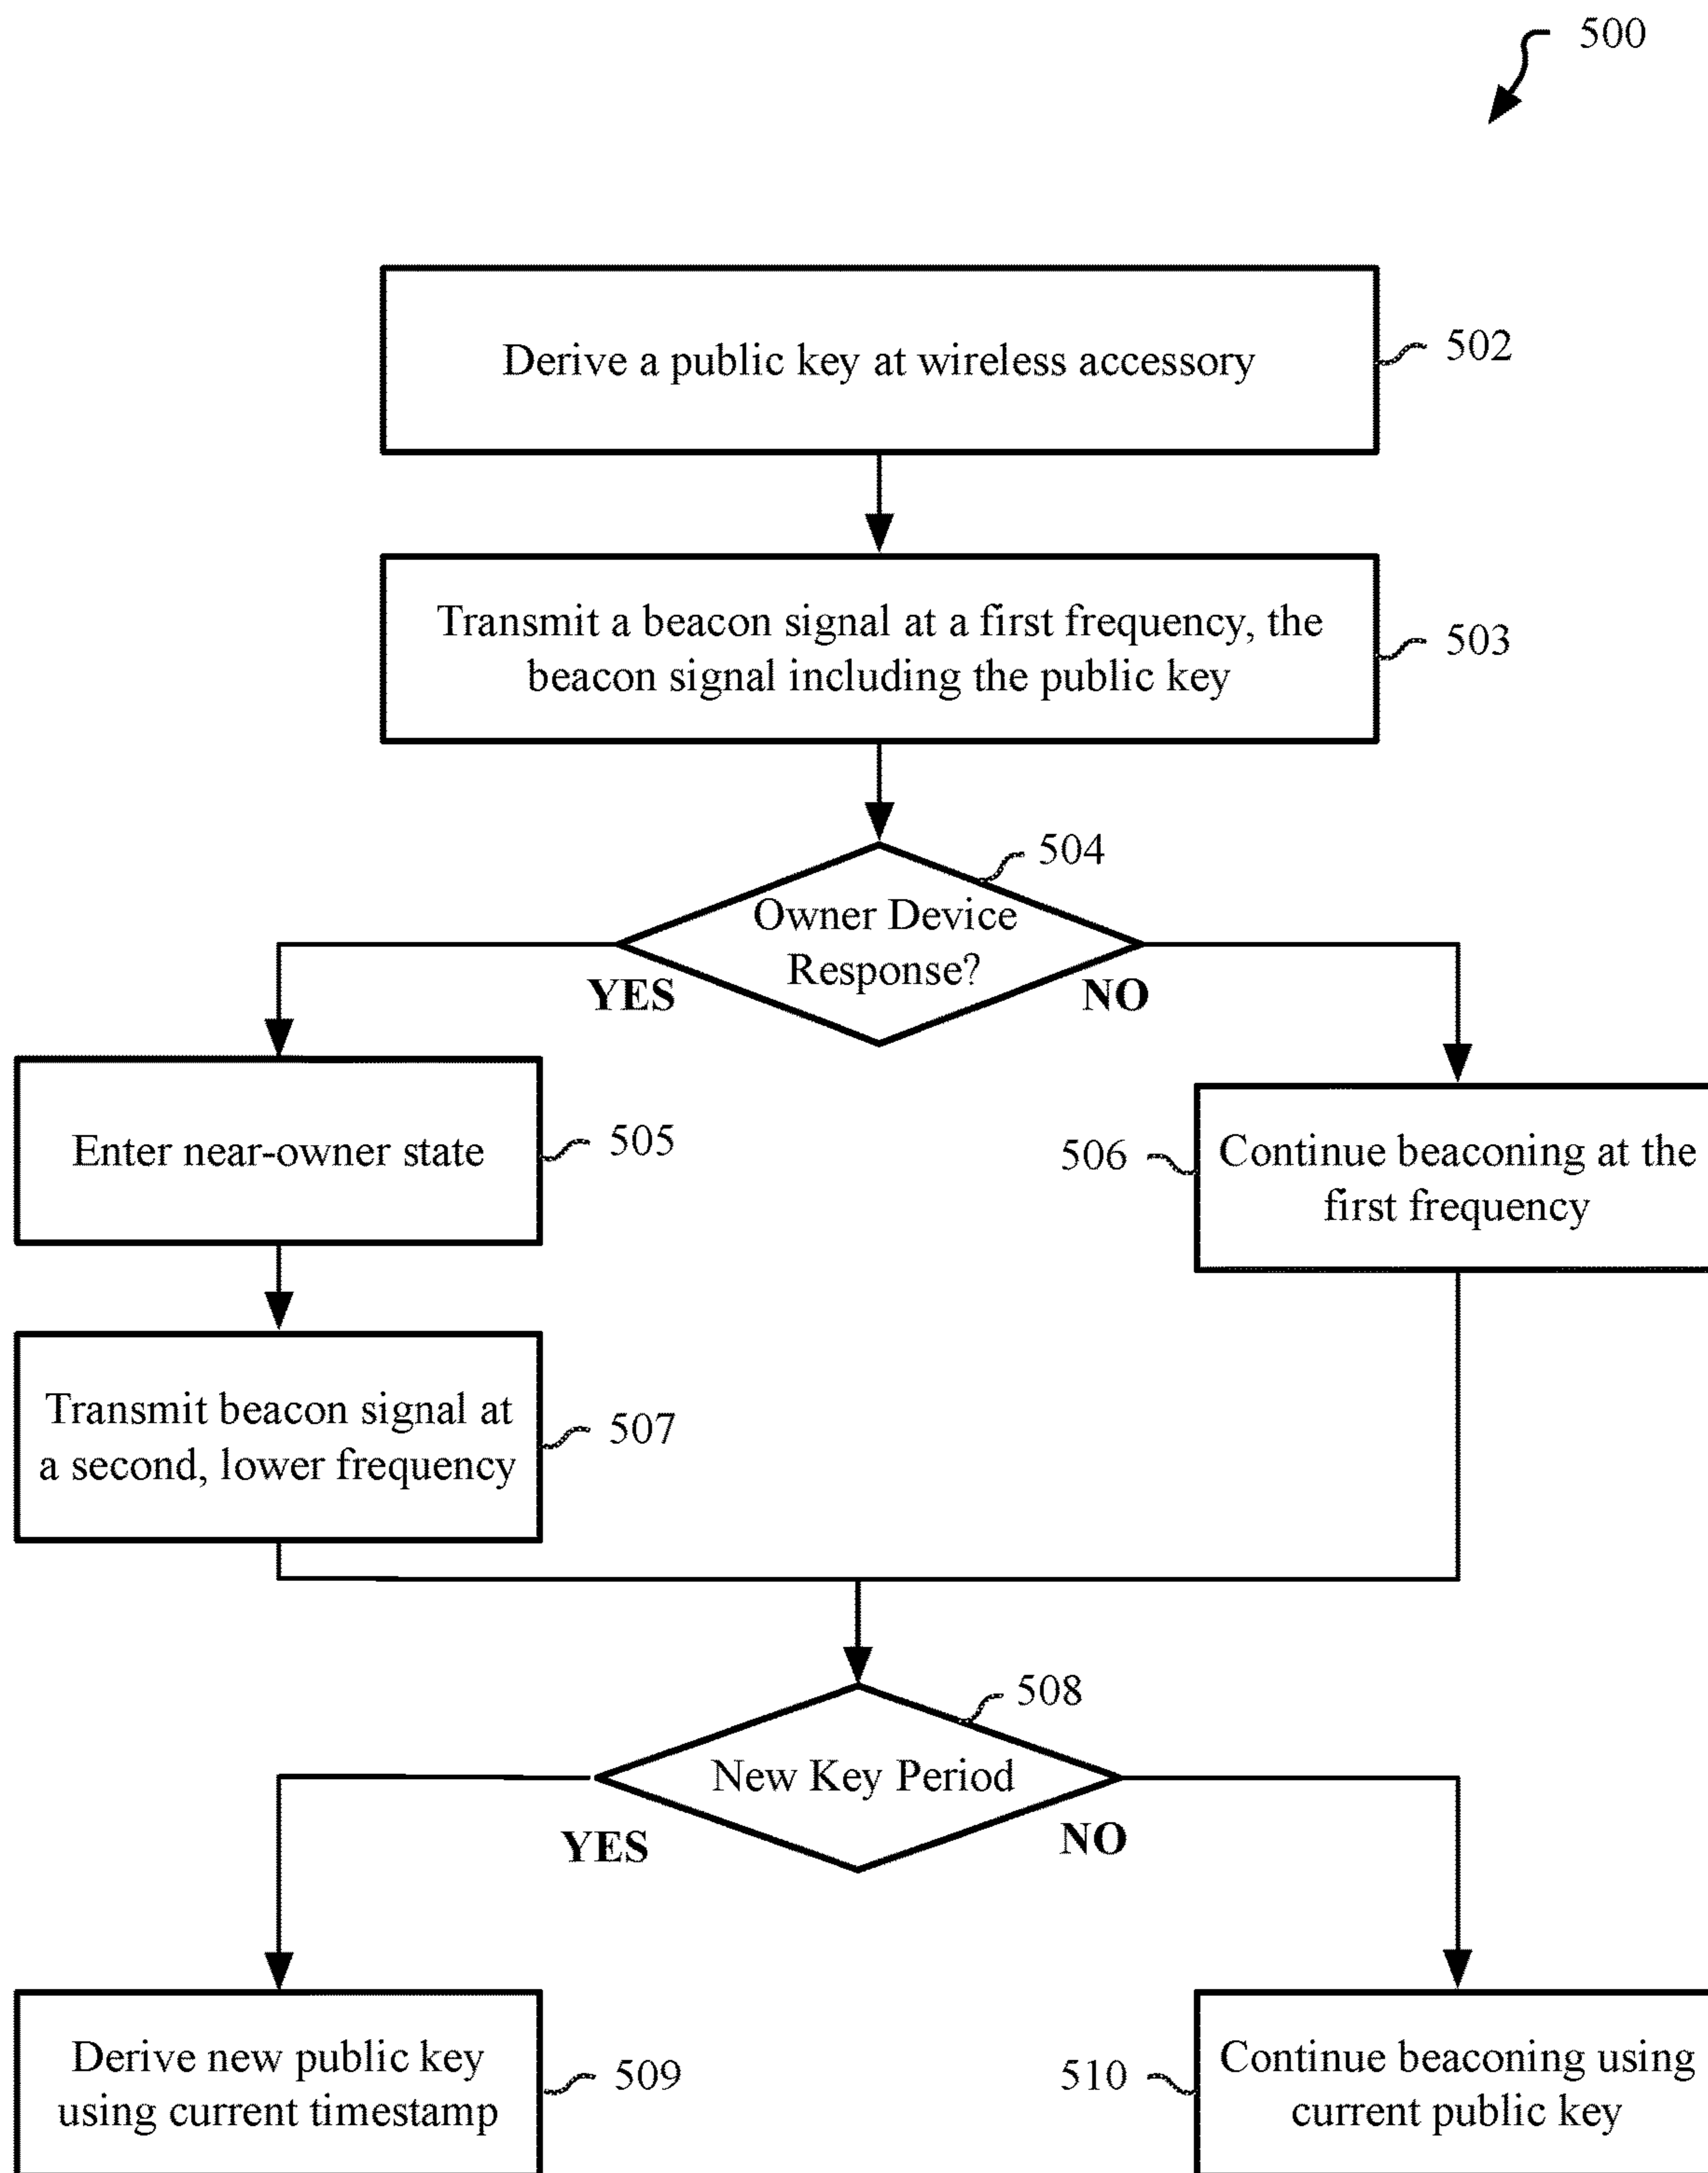 500
Derive a public key at wireless accessory
502
Transmit a beacon signal at a first frequency, the
beacon signal including the public key
503
504
Owner Device
Response?
YES
NO
Enter near-owner state
505
506
Continue beaconing at the
first frequency
Transmit beacon signal at
a second, lower frequency
507
508
New Key Period
YES
NO
Derive new public key
using current timestamp
509
510
Continue beaconing using
current public key